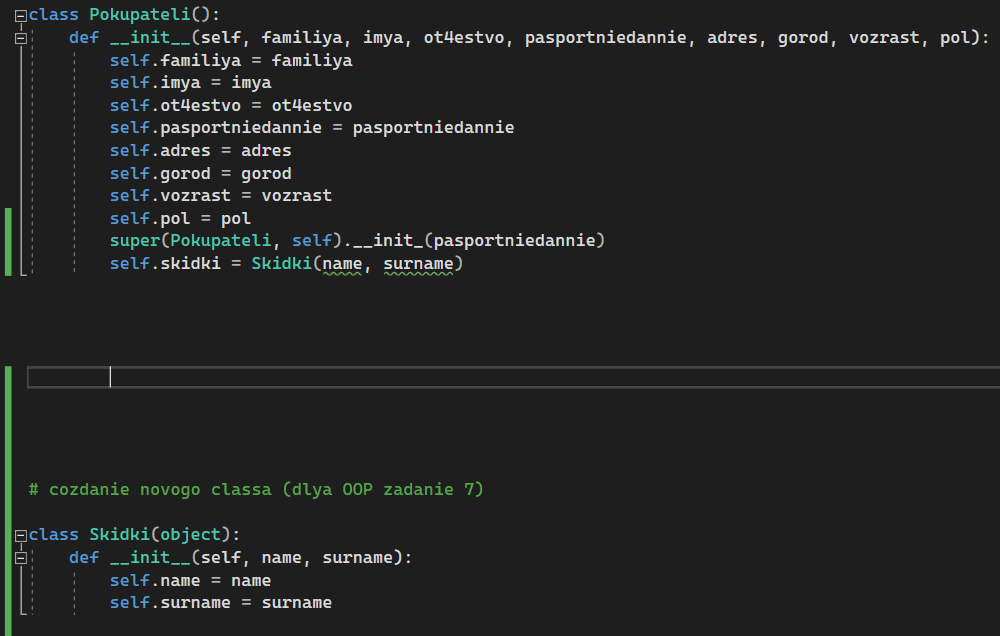 class Pokupateli():
def __init__(self, familiya, imya, ot4estvo, pasportniedannie, adres, gorod, vozrast, pol):
self.familiya = familiya
self.imya = imya
self.ot4estvo = ot4estvo
self.pasportniedannie = pasportniedannie
self.adres = adres
self.gorod = gorod
self.vozrast = vozrast
self.pol = pol
super(Pokupateli, self).__init_(pasportniedannie)
self.skidki = Skidki(name, surname)
# cozdanie novogo classa (dlya OOP zadanie 7)
class Skidki(object):
def __init__(self, name, surname):
self.name = name
self.surname = surname